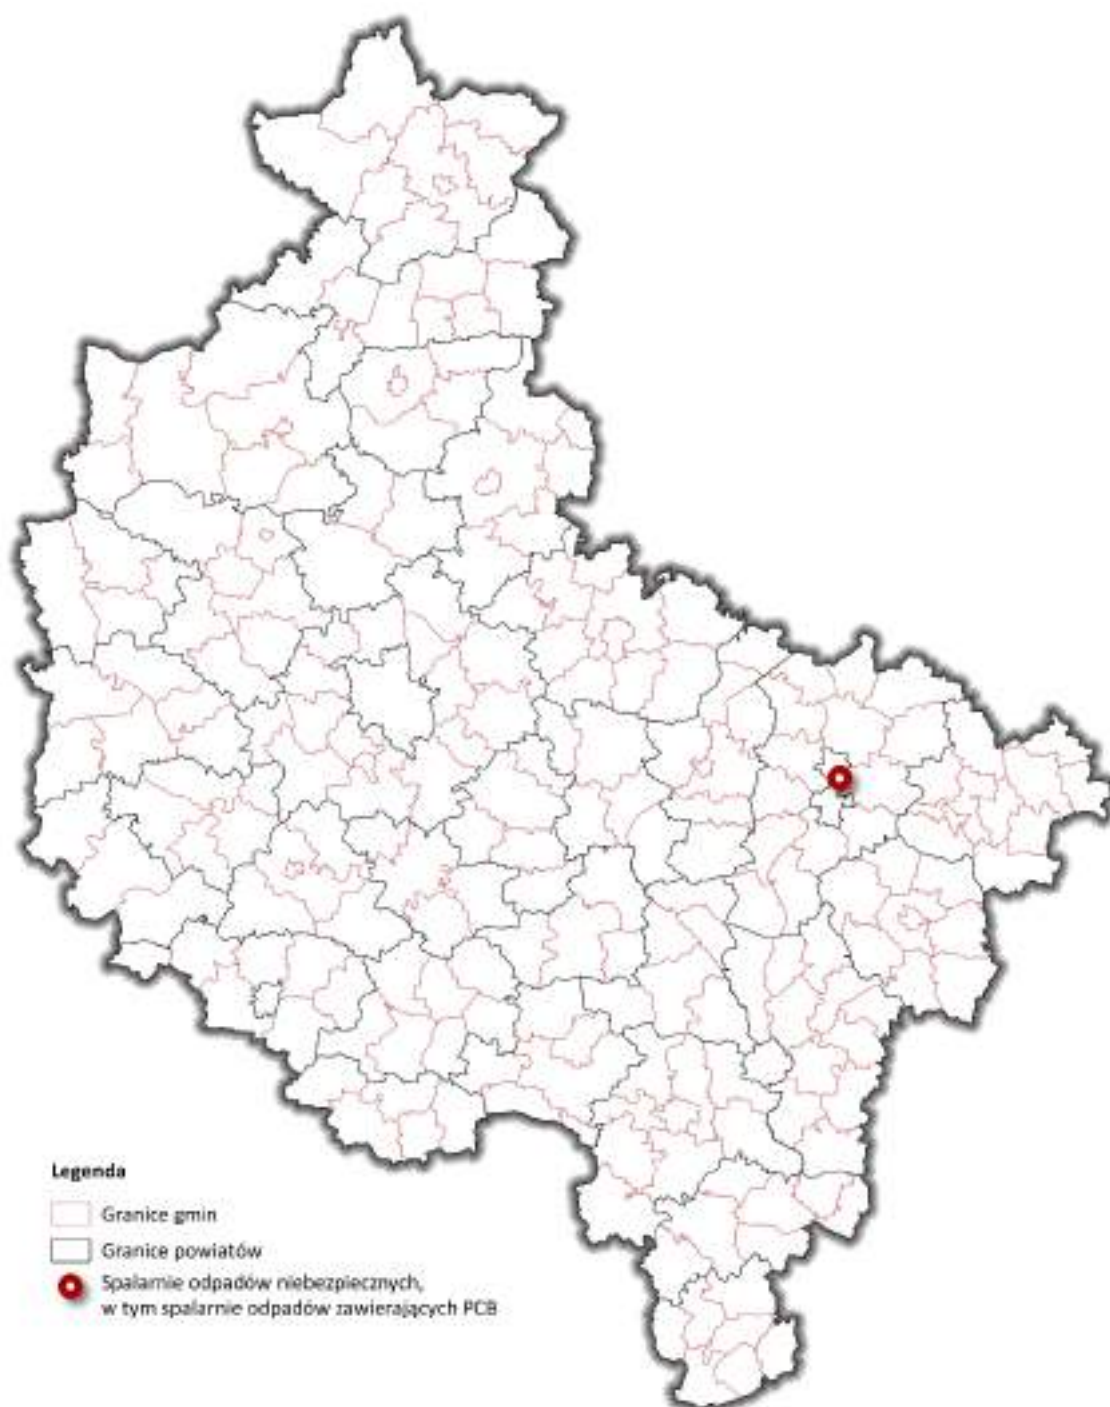 Legenda
Granice gmin
Granice powiatów
Spalarnie odpadów niebezpiecznych,
w tym spalarnie odpadów zawierających PCB